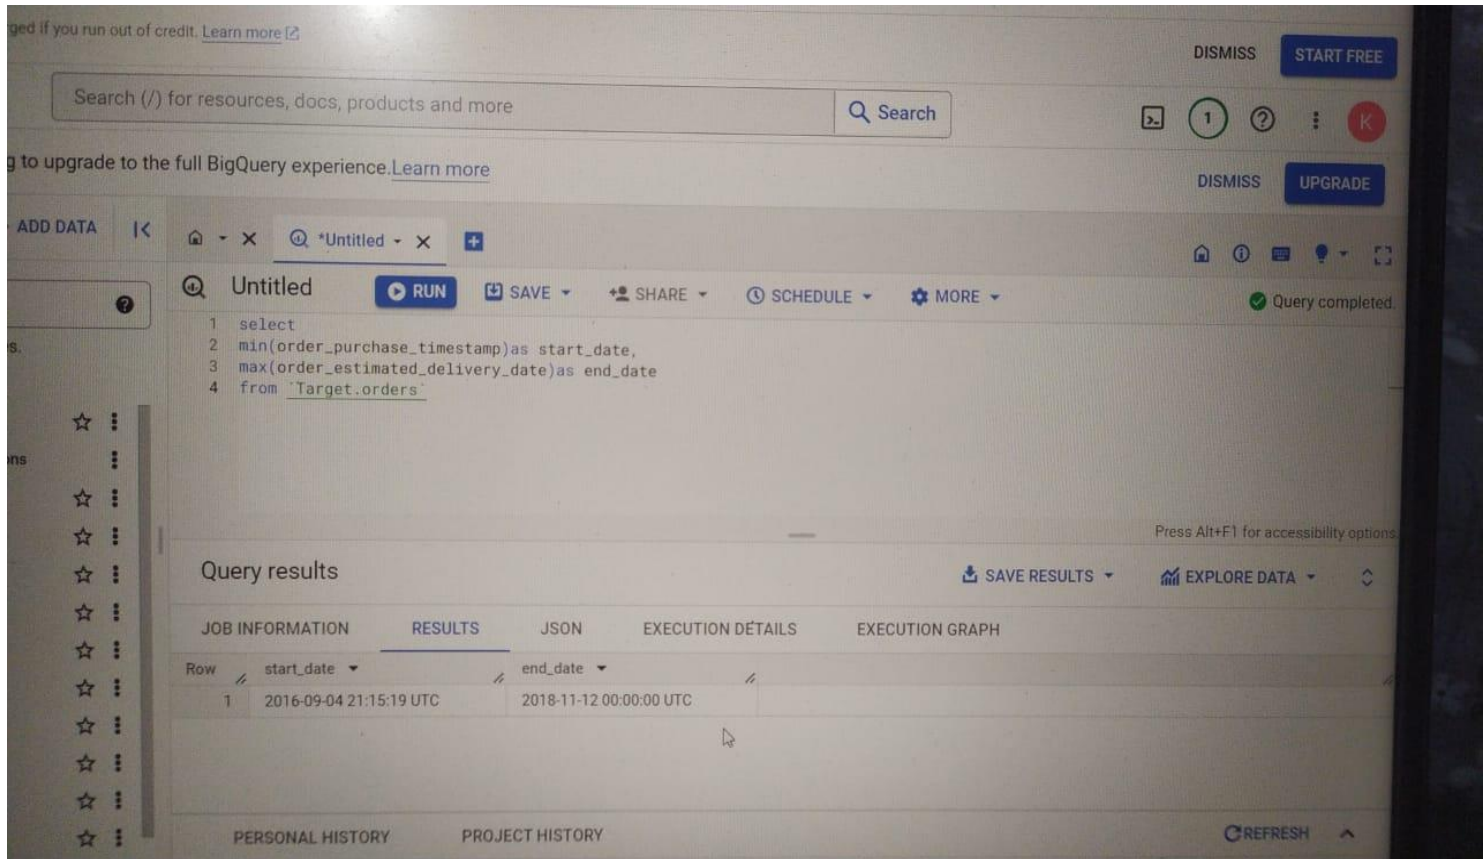 ged if you run out of credit. Learn more
DISMISS
START FREE
Search (/) for resources, docs, products and more
Search
1
K
g to upgrade to the full BigQuery experience. Learn more
DISMISS
UPGRADE
ADD DATA
*Untitled
Untitled
RUN
SAVE
SHARE
SCHEDULE
MORE
Query completed.
s.
1 select
2 min(order_purchase_timestamp)as start_date,
3 max(order_estimated_delivery_date)as end_date
4 from `Target.orders`
ons
Press Alt+F1 for accessibility options.
Query results
SAVE RESULTS
EXPLORE DATA
JOB INFORMATION
RESULTS
JSON
EXECUTION DETAILS
EXECUTION GRAPH
Row start_date end_date
1 2016-09-04 21:15:19 UTC 2018-11-12 00:00:00 UTC
PERSONAL HISTORY
PROJECT HISTORY
REFRESH